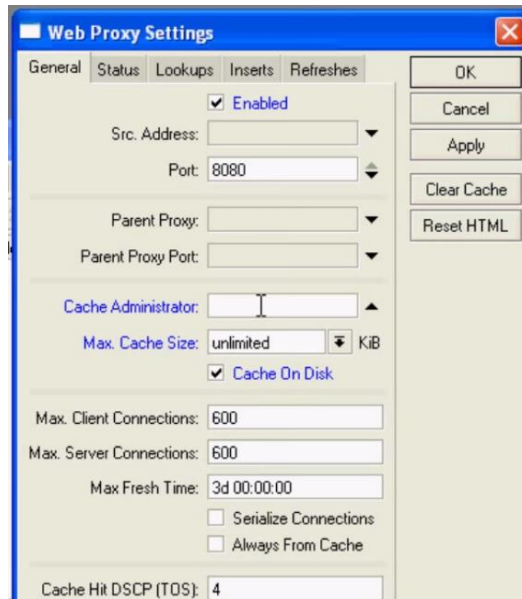 Web Proxy Settings
General Status Lookups Inserts Refreshes
OK
Enabled
Cancel
Src. Address:
Apply
Port: 8080
Clear Cache
Parent Proxy:
Reset HTML
Parent Proxy Port:
Cache Administrator:
Max. Cache Size: unlimited KiB
Cache On Disk
Max. Client Connections: 600
Max. Server Connections: 600
Max Fresh Time: 3d 00:00:00
Serialize Connections
Always From Cache
Cache Hit DSCP (TOS): 4